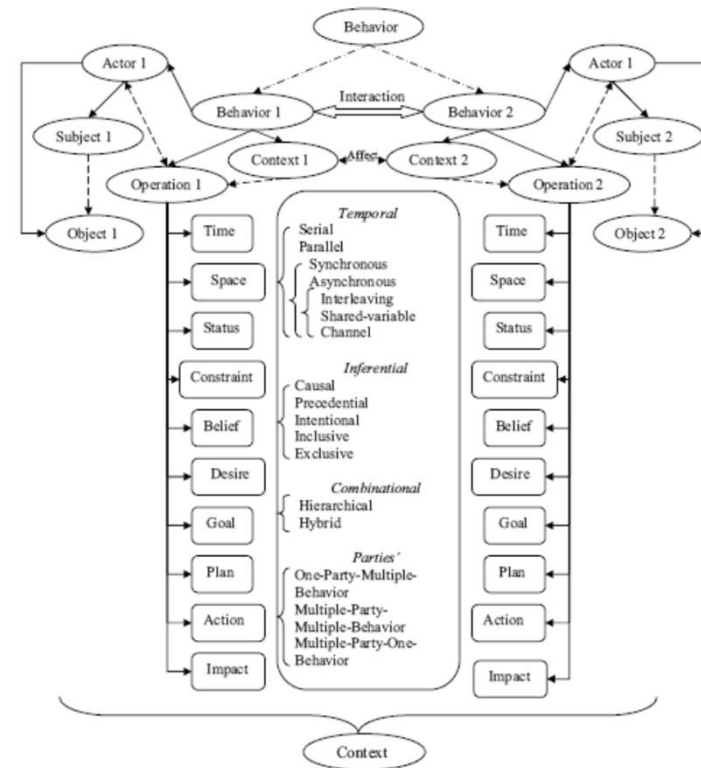 Behavior
Actor 1
Actor 1
Behavior 1
Interaction
Behavior 2
Subject 1
Subject 2
Context 1
Affect
Context 2
Operation 1
Operation 2
Object 1
Object 2
Time
Space
Status
Constraint
Belief
Desire
Goal
Plan
Action
Impact
Temporal
Serial
Parallel
Synchronous
Asynchronous
Interleaving
Shared-variable
Channel
Inferential
Causal
Precedential
Intentional
Inclusive
Exclusive
Combinational
Hierarchical
Hybrid
Parties'
One-Party-Multiple-
Behavior
Multiple-Party-
Multiple-Behavior
Multiple-Party-One-
Behavior
Time
Space
Status
Constraint
Belief
Desire
Goal
Plan
Action
Impact
Context